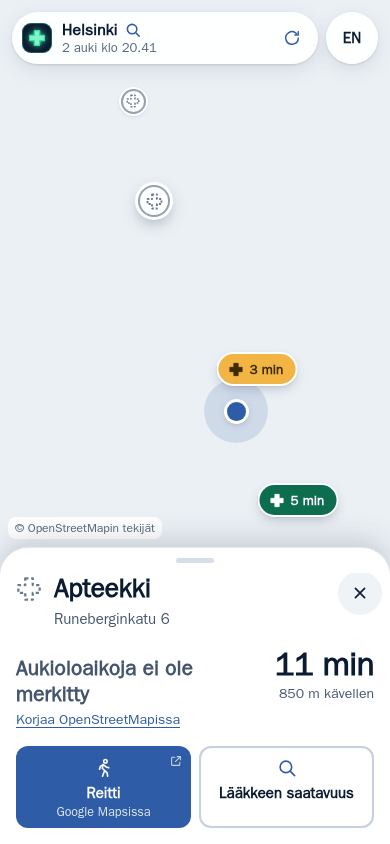 Helsinki
2 auki klo 20.41
EN
3 min
5 min
© OpenStreetMapin tekijät
Apteekki
Runeberginkatu 6
Aukioloaikoja ei ole
merkitty
Korjaa OpenStreetMapissa
11 min
850 m kävellen
Reitti
Google Mapsissa
Lääkkeen saatavuus